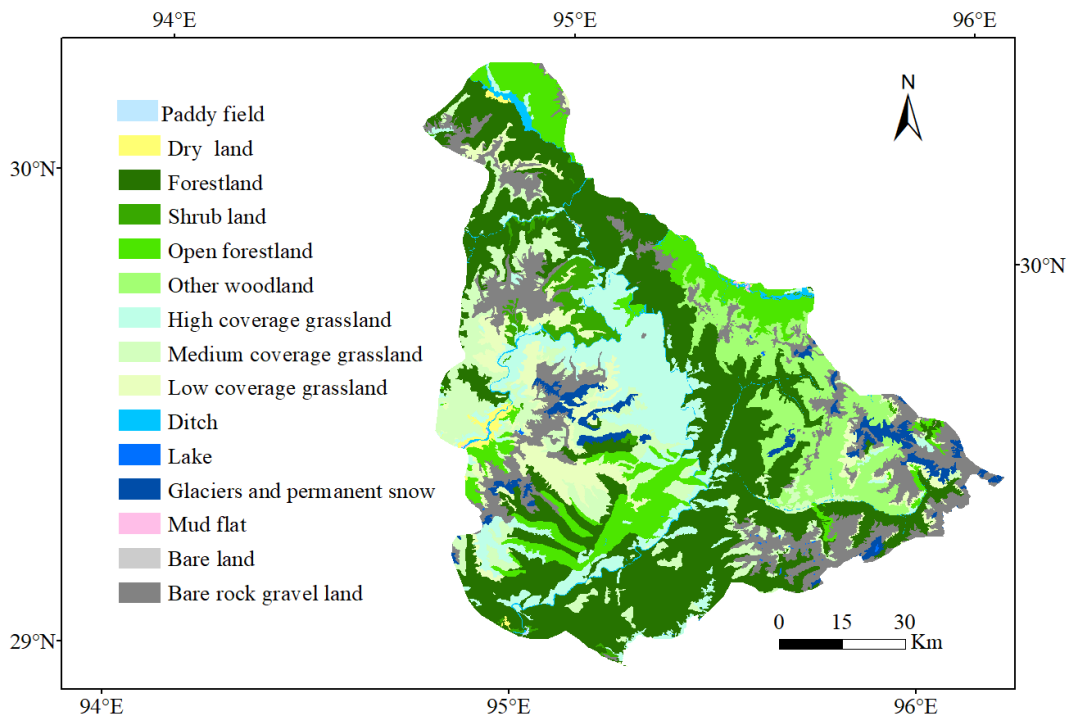 94°E 95°E 96°E
N
Paddy field
Dry land
30°N
Forestland
Shrub land
Open forestland
30°N
Other woodland
High coverage grassland
Medium coverage grassland
Low coverage grassland
Ditch
Lake
Glaciers and permanent snow
Mud flat
Bare land
Bare rock gravel land
0 15 30
Km
29°N
94°E 95°E 96°E